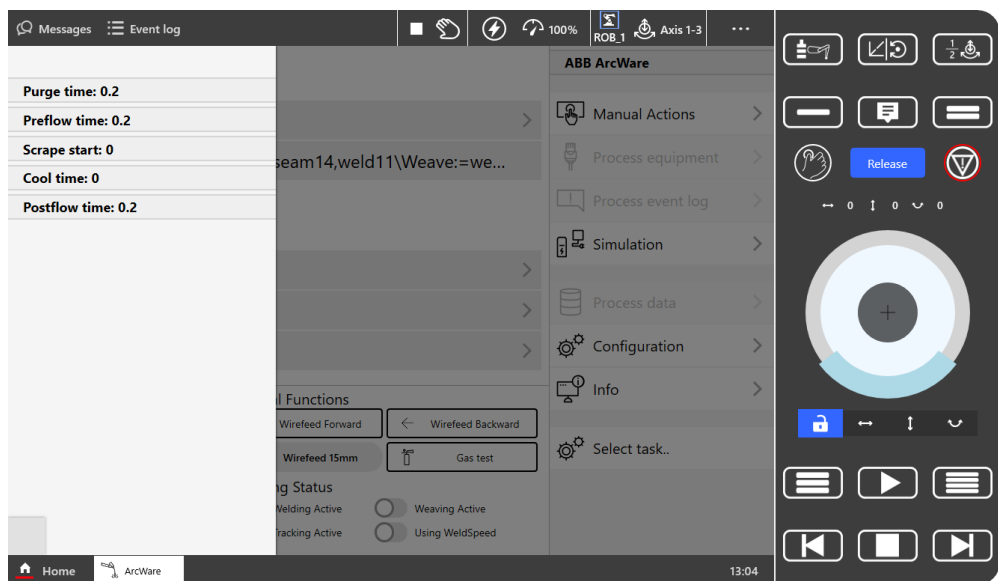 Messages
Event log
100%
ROB_1
Axis 1-3
...
ABB ArcWare
Purge time: 0.2
Preflow time: 0.2
Scrape start: 0
Cool time: 0
Postflow time: 0.2
seam14,weld11\Weave:=we...
Manual Actions
Process equipment
Process event log
Simulation
Process data
Configuration
Info
Select task..
l Functions
Wirefeed Forward
Wirefeed Backward
Wirefeed 15mm
Gas test
ng Status
Welding Active
Weaving Active
Tracking Active
Using WeldSpeed
Home
ArcWare
13:04
1
2
Release
0 0 0